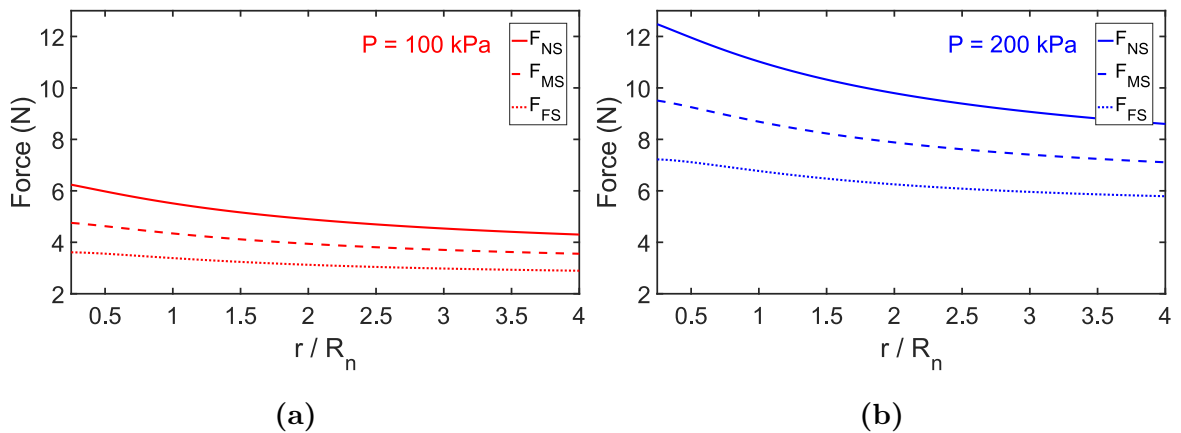 12
10
8
6
4
2
Force (N)
P = 100 kPa
F_NS
F_MS
F_FS
0.5 1 1.5 2 2.5 3 3.5 4
r / R_n
(a)
12
10
8
6
4
2
Force (N)
P = 200 kPa
F_NS
F_MS
F_FS
0.5 1 1.5 2 2.5 3 3.5 4
r / R_n
(b)